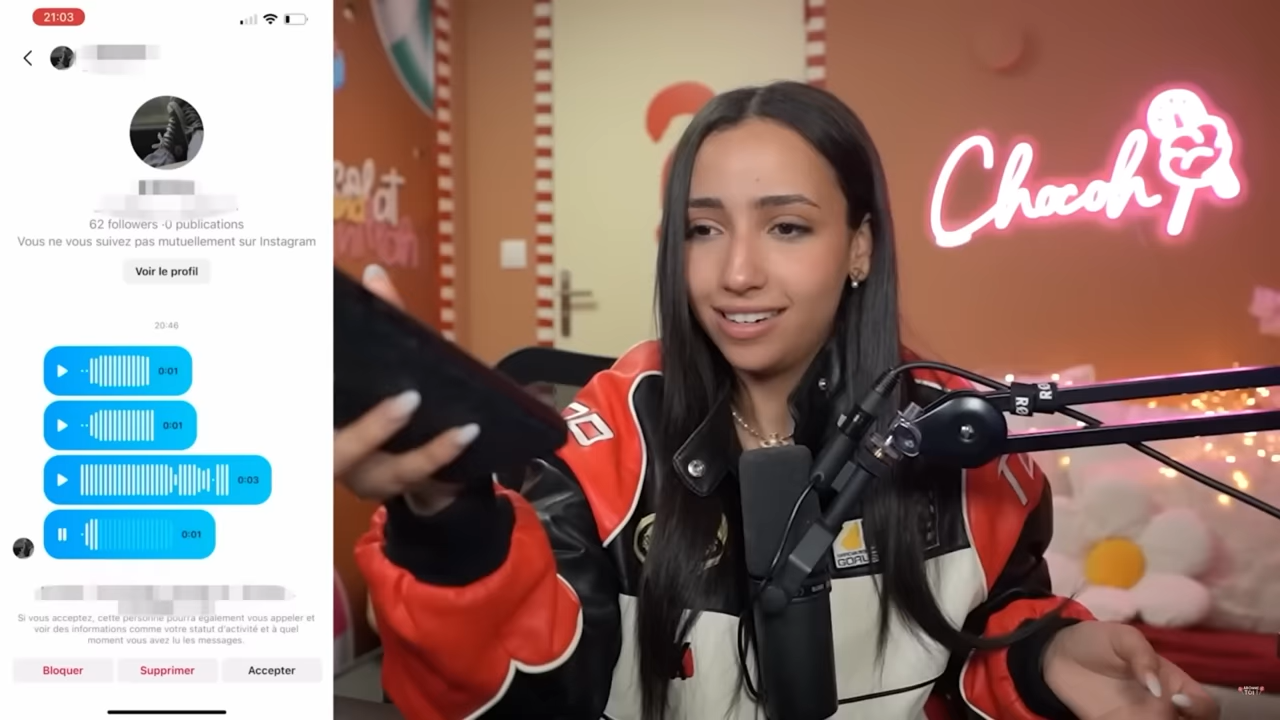 21:03
62 followers ·0 publications
Vous ne vous suivez pas mutuellement sur Instagram
Voir le profil
20:46
0:01
0:01
0:03
0:01
Si vous acceptez, cette personne pourra également vous appeler et
voir des informations comme votre statut d'activité et à quel
moment vous avez lu les messages.
Bloquer
Supprimer
Accepter
Chocoh
GOAL